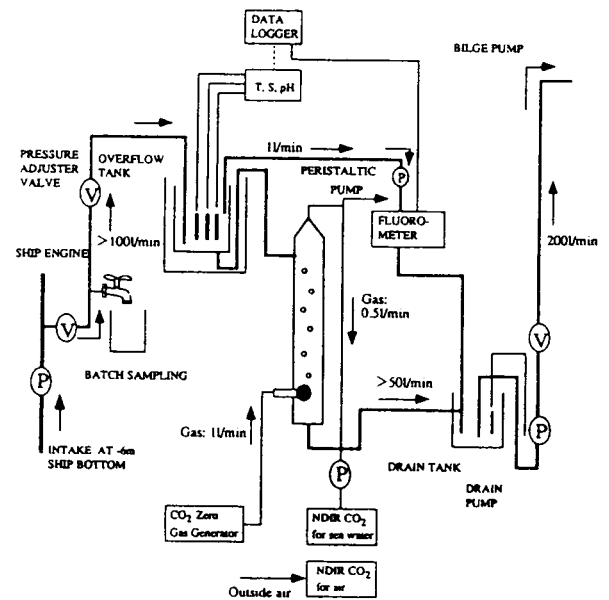 DATA
LOGGER
BILGE PUMP
T, S, pH
1l/min
PRESSURE
ADJUSTER
VALVE
OVERFLOW
TANK
PERISTALTIC
PUMP
P
V
FLUORO-
METER
>100l/min
200l/min
SHIP ENGINE
Gas:
0.5l/min
V
V
BATCH SAMPLING
P
>50l/min
P
Gas: 1l/min
INTAKE AT -6m
SHIP BOTTOM
DRAIN TANK
P
DRAIN
PUMP
CO2 Zero
Gas Generator
NDIR CO2
for sea water
NDIR CO2
for air
Outside air